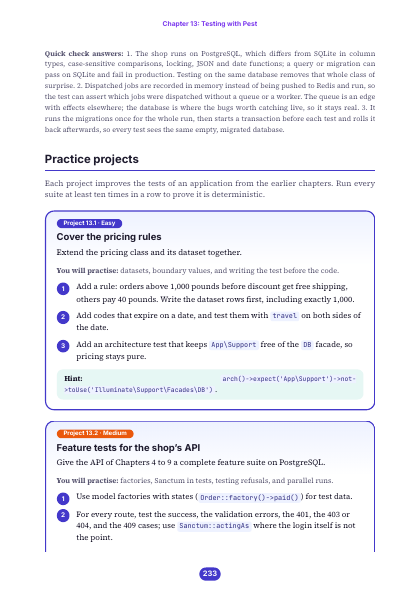 Chapter 13: Testing with Pest
Quick check answers: 1. The shop runs on PostgreSQL, which differs from SQLite in column
types, case-sensitive comparisons, locking, JSON and date functions; a query or migration can
pass on SQLite and fail in production. Testing on the same database removes that whole class of
surprise. 2. Dispatched jobs are recorded in memory instead of being pushed to Redis and run, so
the test can assert which jobs were dispatched without a queue or a worker. The queue is an edge
with effects elsewhere; the database is where the bugs worth catching live, so it stays real. 3. It
runs the migrations once for the whole run, then starts a transaction before each test and rolls it
back afterwards, so every test sees the same empty, migrated database.
Practice projects
Each project improves the tests of an application from the earlier chapters. Run every
suite at least ten times in a row to prove it is deterministic.
Project 13.1 · Easy
Cover the pricing rules
Extend the pricing class and its dataset together.
You will practise: datasets, boundary values, and writing the test before the code.
1 Add a rule: orders above 1,000 pounds before discount get free shipping,
others pay 40 pounds. Write the dataset rows first, including exactly 1,000.
2 Add codes that expire on a date, and test them with travel on both sides of
the date.
3 Add an architecture test that keeps App\Support free of the DB facade, so
pricing stays pure.
Hint: arch()->expect('App\Support')->not-
>toUse('Illuminate\Support\Facades\DB').
Project 13.2 · Medium
Feature tests for the shop's API
Give the API of Chapters 4 to 9 a complete feature suite on PostgreSQL.
You will practise: factories, Sanctum in tests, testing refusals, and parallel runs.
1 Use model factories with states (Order::factory()->paid()) for test data.
2 For every route, test the success, the validation errors, the 401, the 403 or
404, and the 409 cases; use Sanctum::actingAs where the login itself is not
the point.
233